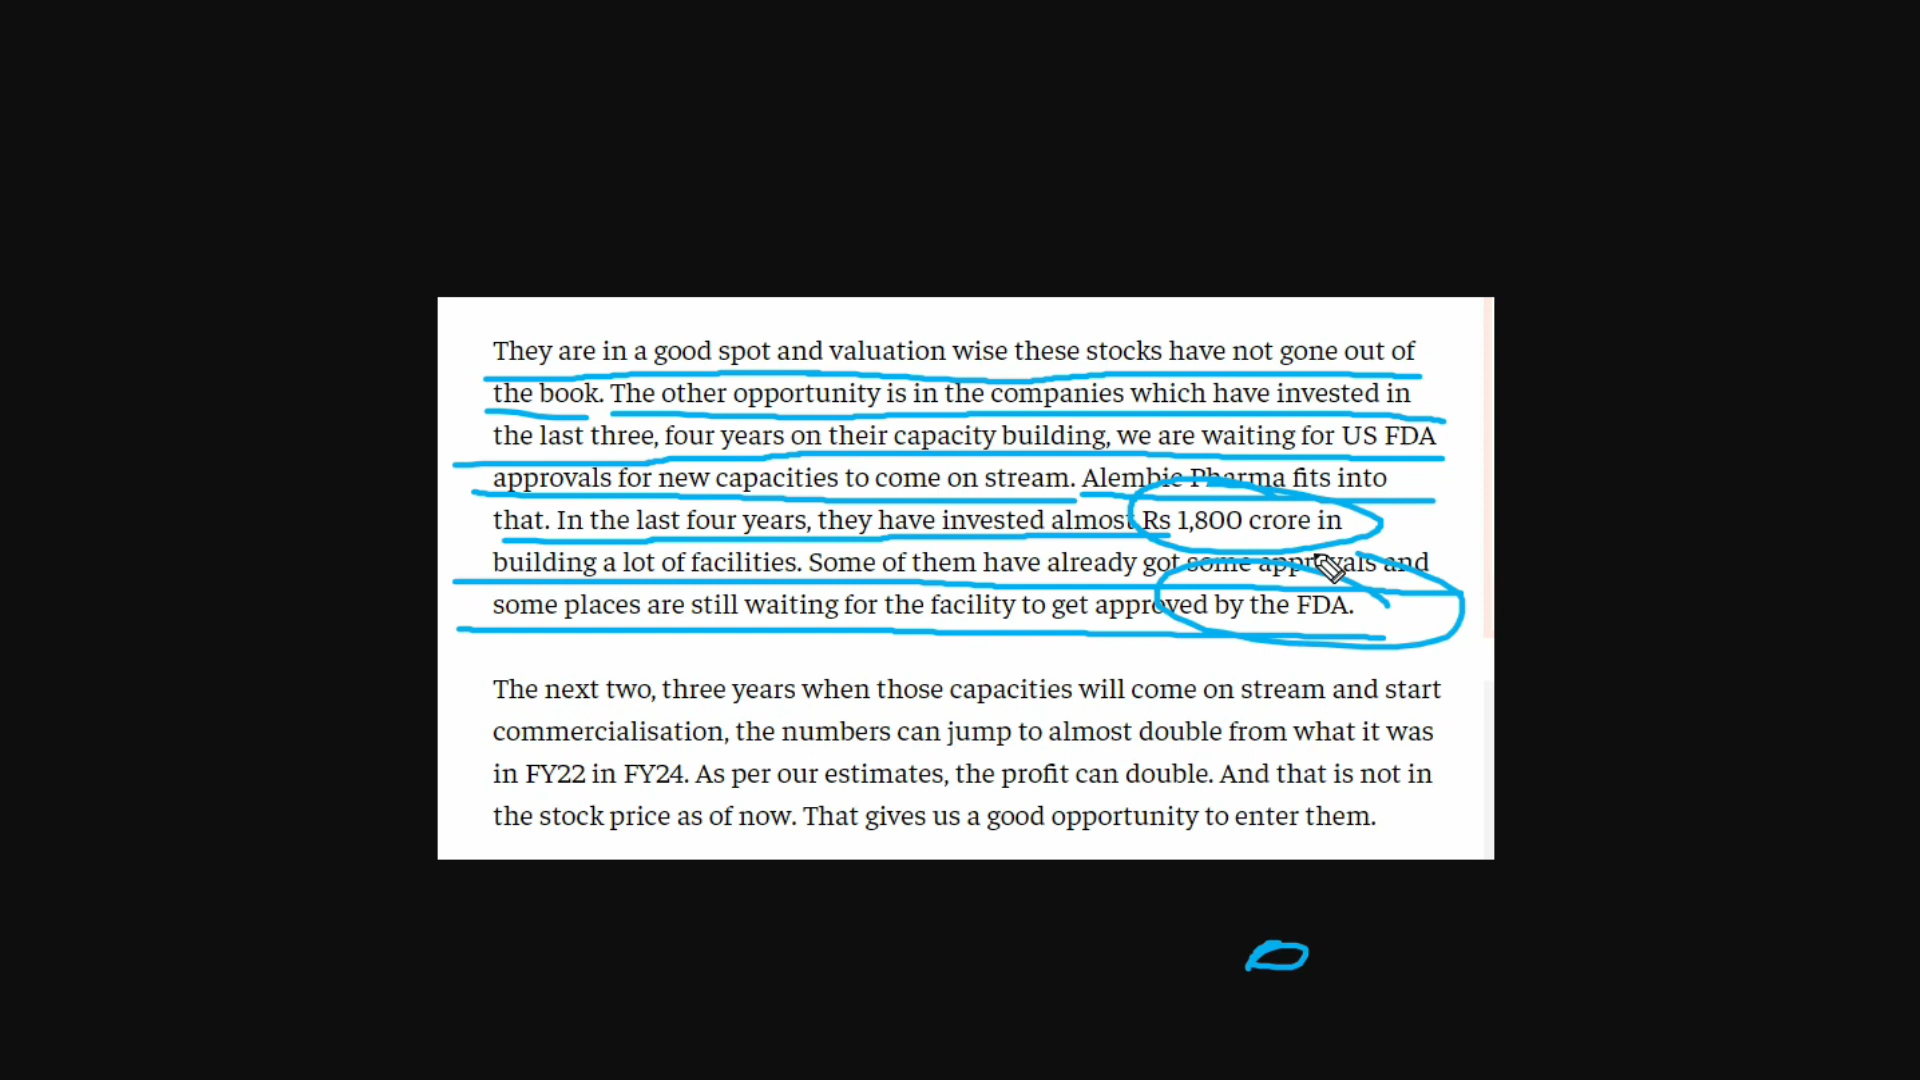 They are in a good spot and valuation wise these stocks have not gone out of
the book. The other opportunity is in the companies which have invested in
the last three, four years on their capacity building, we are waiting for US FDA
approvals for new capacities to come on stream. Alembic Pharma fits into
that. In the last four years, they have invested almost Rs 1,800 crore in
building a lot of facilities. Some of them have already got some approvals and
some places are still waiting for the facility to get approved by the FDA.
The next two, three years when those capacities will come on stream and start
commercialisation, the numbers can jump to almost double from what it was
in FY22 in FY24. As per our estimates, the profit can double. And that is not in
the stock price as of now. That gives us a good opportunity to enter them.